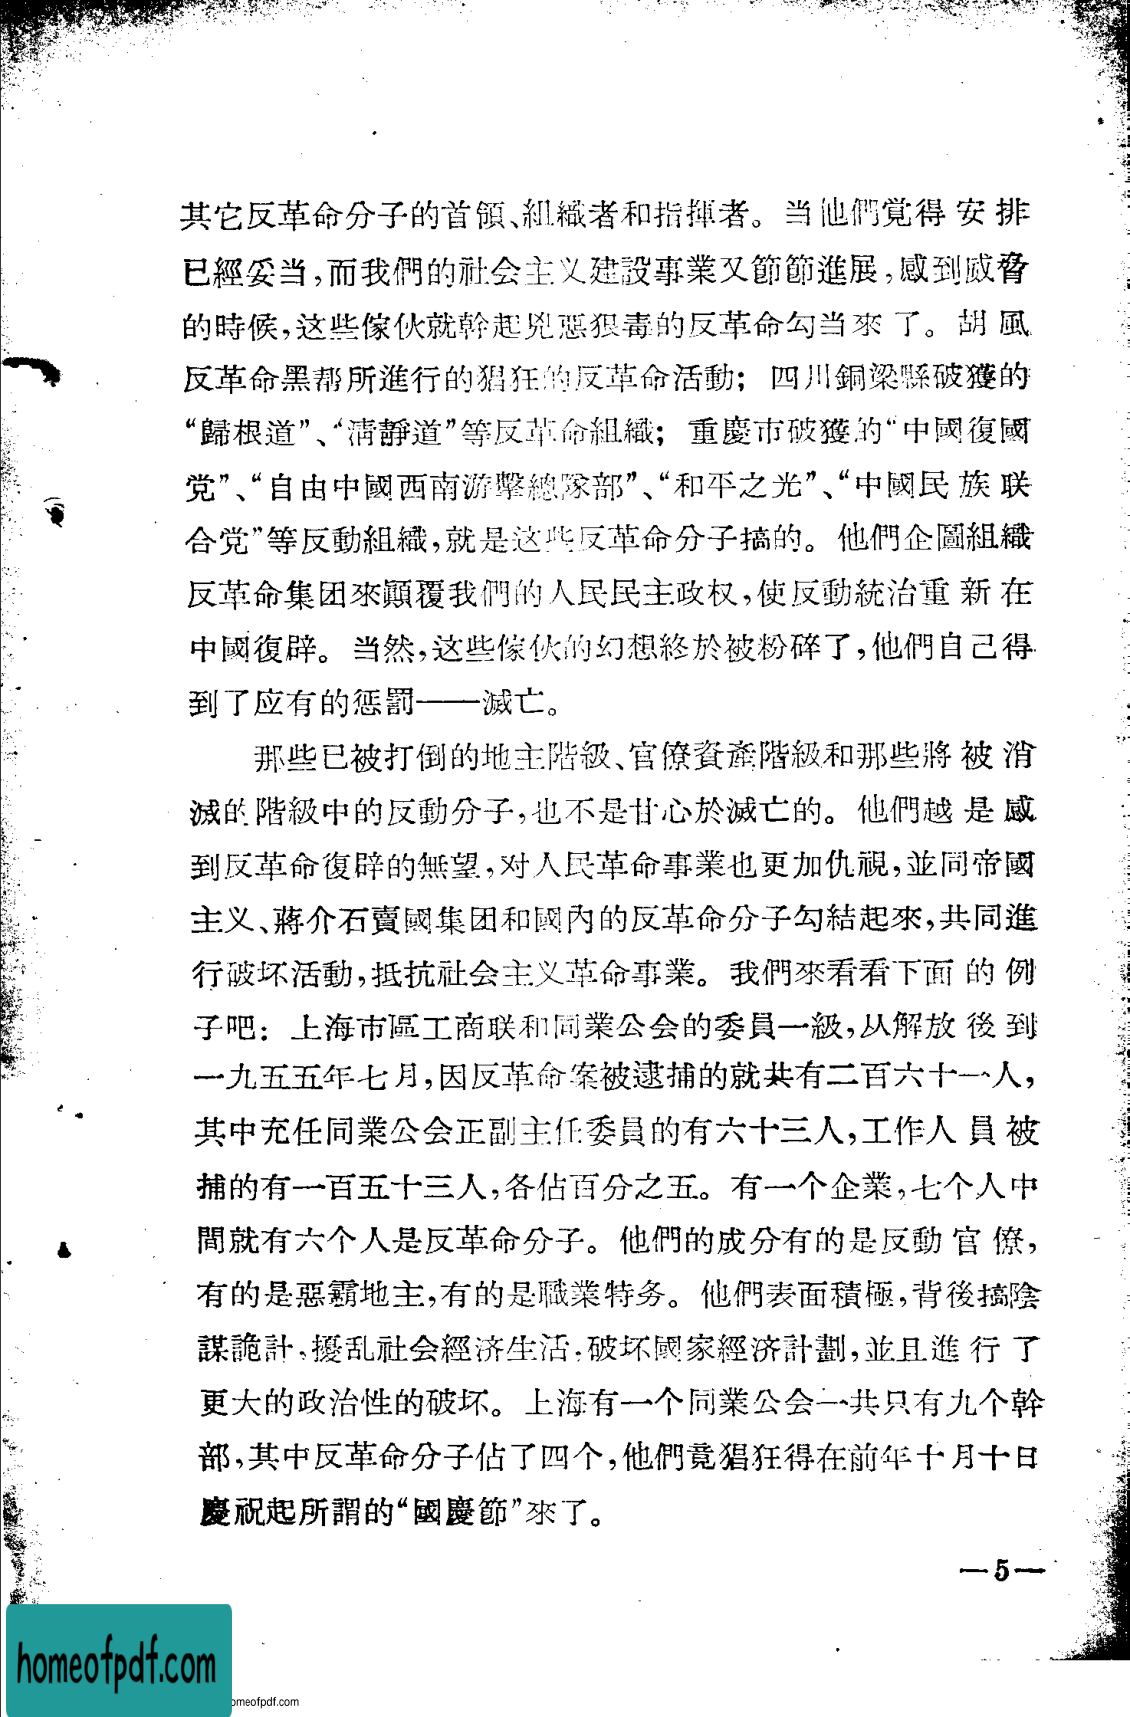 其它反革命分子的首領、組織者和指揮者。当他們覚得安排
已經妥当,而我們的社会主义建設事業又節節進展,感到威脅
的時候,这些傢伙就幹起兇惡狠毒的反革命勾当來了。胡風
反革命黑帮所進行的猖狂的反革命活動;四川銅梁縣破獲的
“歸根道”、“清靜道”等反革命組織;重慶市破獲的“中國復國
党”、“自由中國西南游擊總隊部”、“和平之光”、“中國民族联
合党”等反動組織,就是这些反革命分子搞的。他們企圖組織
反革命集团來顚覆我們的人民民主政权,使反動統治重新在
中國復辟。当然,这些傢伙的幻想終於被粉碎了,他們自己得
到了应有的惩罰——滅亡。
那些已被打倒的地主階級、官僚資產階級和那些將被消
滅的階級中的反動分子,也不是甘心於滅亡的。他們越是感
到反革命復辟的無望,对人民革命事業也更加仇視,並同帝國
主义、蔣介石賣國集团和國內的反革命分子勾結起來,共同進
行破坏活動,抵抗社会主义革命事業。我們來看看下面的例
子吧:上海市區工商联和同業公会的委員一級,从解放後到
一九五五年七月,因反革命案被逮捕的就共有二百六十一人,
其中充任同業公会正副主任委員的有六十三人,工作人員被
捕的有一百五十三人,各佔百分之五。有一个企業,七个人中
間就有六个人是反革命分子。他們的成分有的是反動官僚,
有的是惡霸地主,有的是職業特务。他們表面積極,背後搞陰
謀詭計,擾乱社会經济生活,破坏國家經济計劃,並且進行了
更大的政治性的破坏。上海有一个同業公会一共只有九个幹
部,其中反革命分子佔了四个,他們竟猖狂得在前年十月十日
慶祝起所謂的“國慶節”來了。
—5—
homeofpdf.com
omeofpdf.com